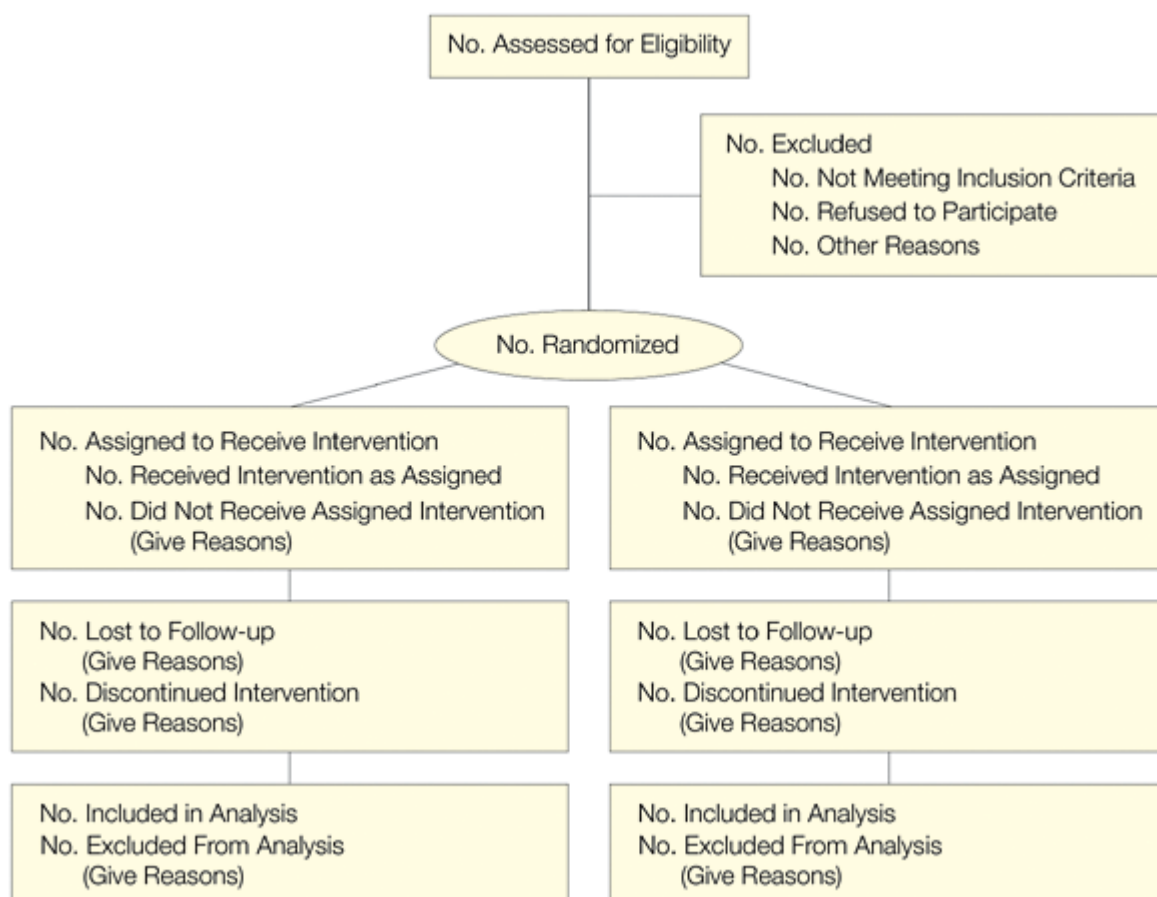 No. Assessed for Eligibility
No. Excluded
No. Not Meeting Inclusion Criteria
No. Refused to Participate
No. Other Reasons
No. Randomized
No. Assigned to Receive Intervention
No. Received Intervention as Assigned
No. Did Not Receive Assigned Intervention
(Give Reasons)
No. Assigned to Receive Intervention
No. Received Intervention as Assigned
No. Did Not Receive Assigned Intervention
(Give Reasons)
No. Lost to Follow-up
(Give Reasons)
No. Discontinued Intervention
(Give Reasons)
No. Lost to Follow-up
(Give Reasons)
No. Discontinued Intervention
(Give Reasons)
No. Included in Analysis
No. Excluded From Analysis
(Give Reasons)
No. Included in Analysis
No. Excluded From Analysis
(Give Reasons)